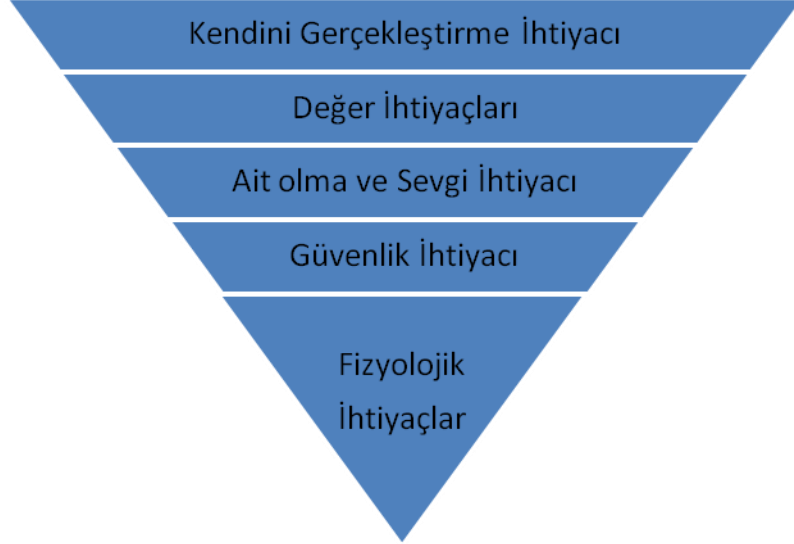 Kendini Gerçekleştirme İhtiyacı
Değer İhtiyaçları
Ait olma ve Sevgi İhtiyacı
Güvenlik İhtiyacı
Fizyolojik
İhtiyaçlar